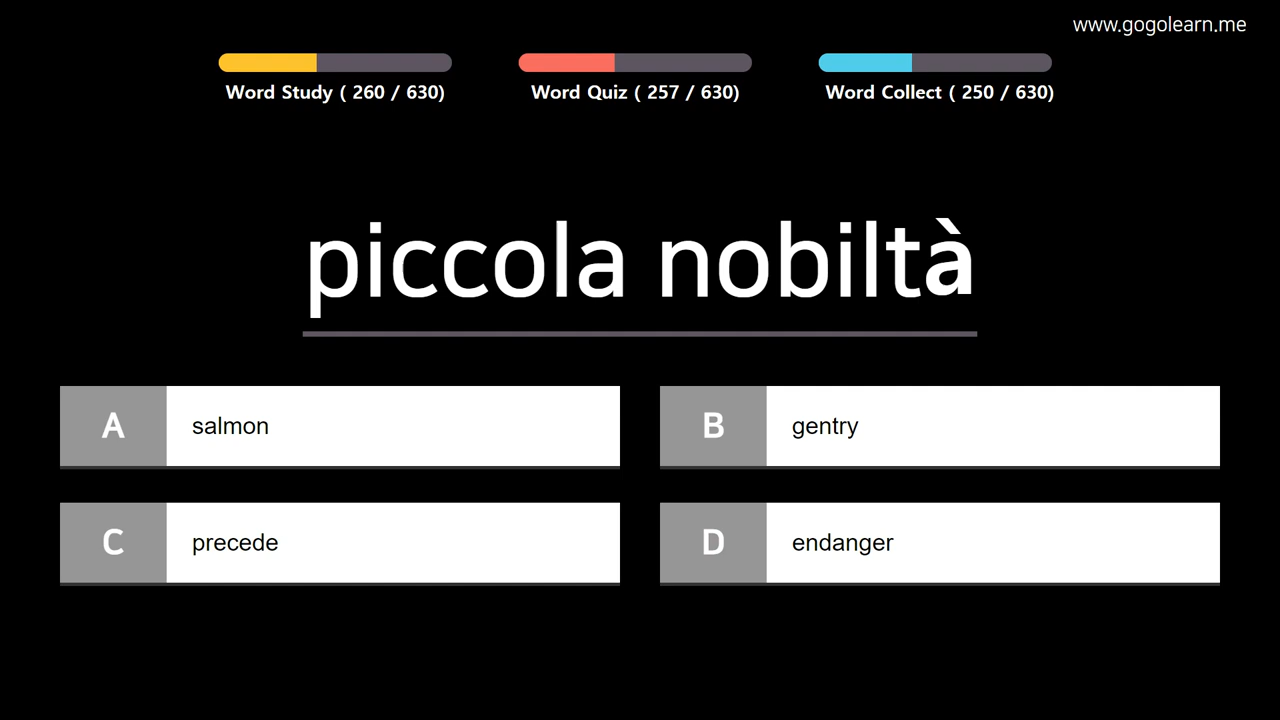 www.gogolearn.me
Word Study ( 260 / 630)
Word Quiz ( 257 / 630)
Word Collect ( 250 / 630)
piccola nobiltà
A salmon
B gentry
C precede
D endanger